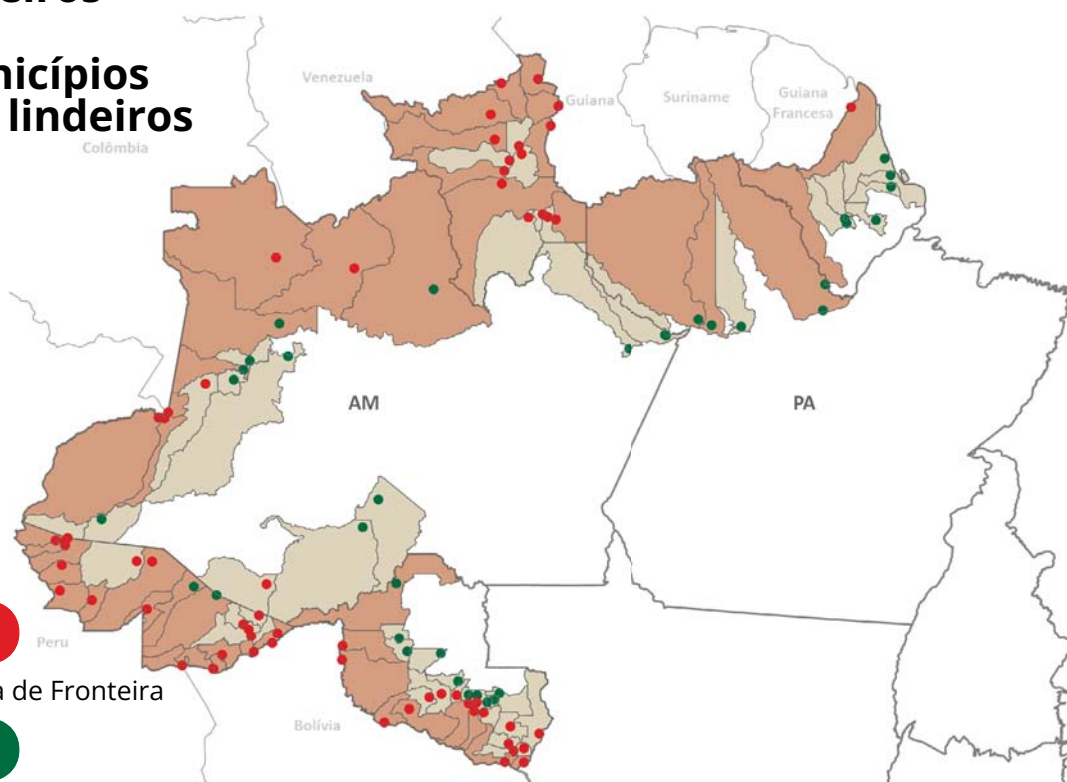 nicípios
lindeiros
Venezuela
Guiana
Suriname
Guiana
Francesa
Colômbia
AM
PA
Peru
a de Fronteira
Bolívia